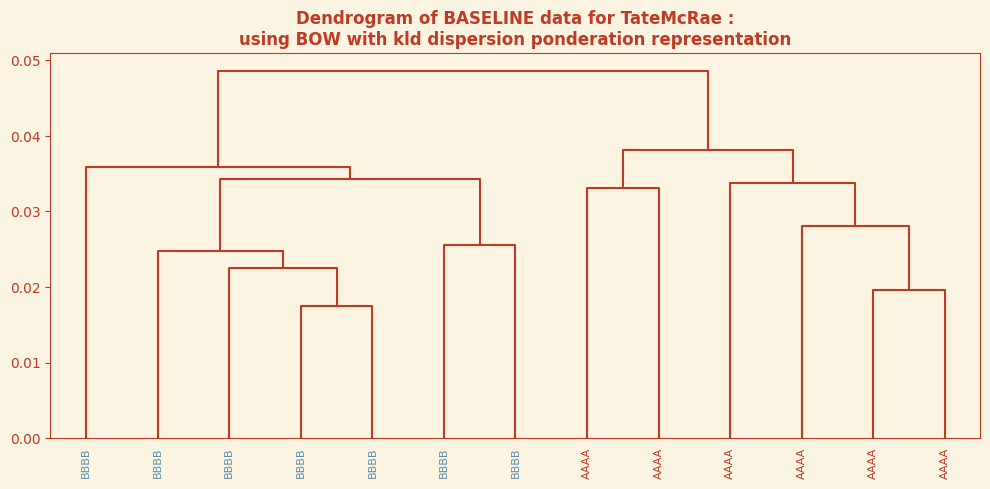 Dendrogram of BASELINE data for TateMcRae :
using BOW with kld dispersion ponderation representation
0.05
0.04
0.03
0.02
0.01
0.00
BBBB BBBB BBBB BBBB BBBB BBBB BBBB AAAA AAAA AAAA AAAA AAAA AAAA